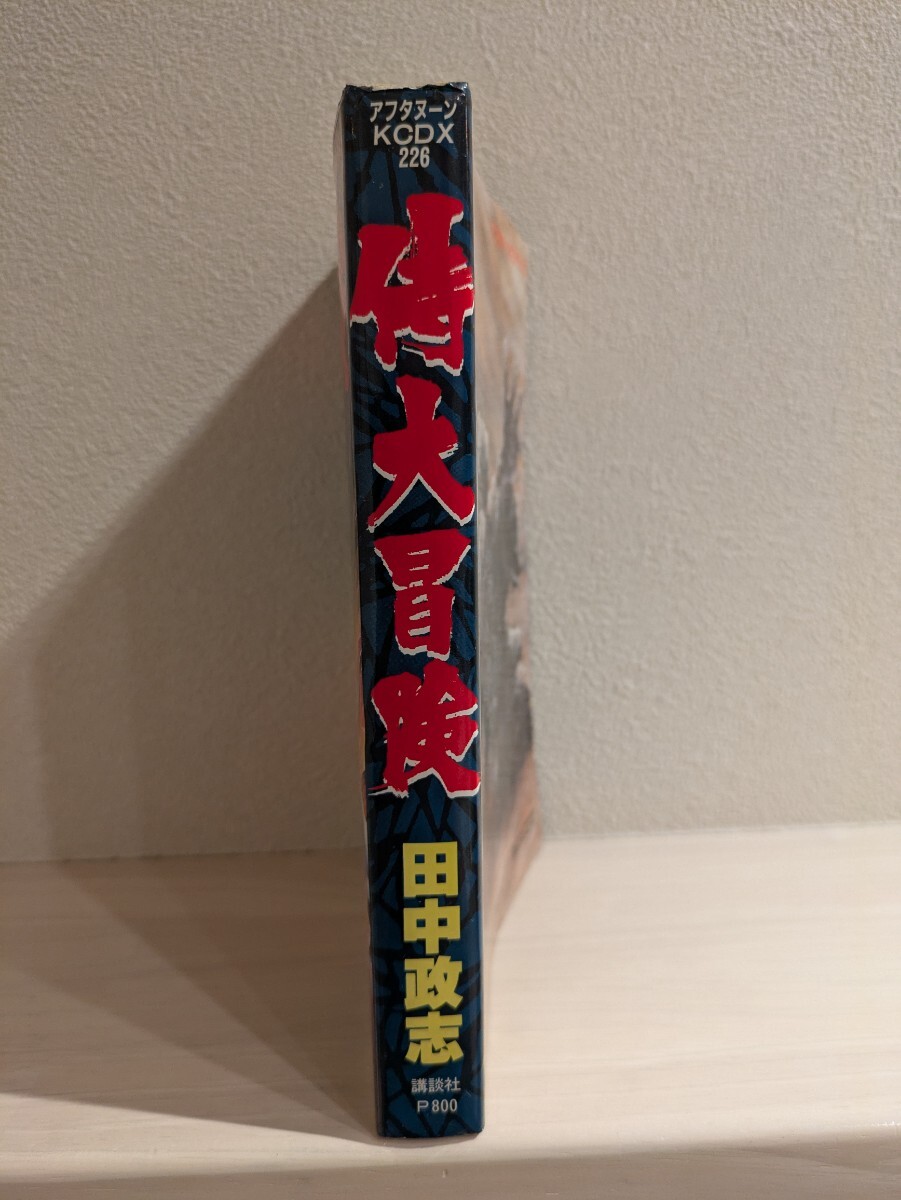 アフタヌーン
KCDX
226
侍大冒険
田中政志
講談社
P800